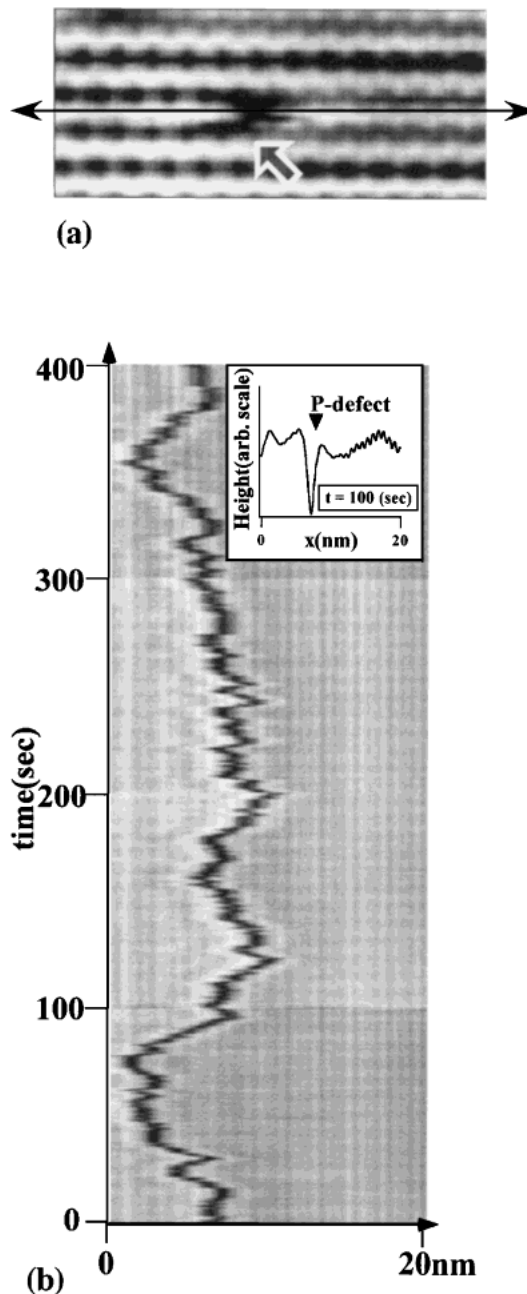 (a)
400
300
200
100
0
time(sec)
Height(arb. scale)
P-defect
t = 100 (sec)
0
20
x(nm)
0
20nm
(b)